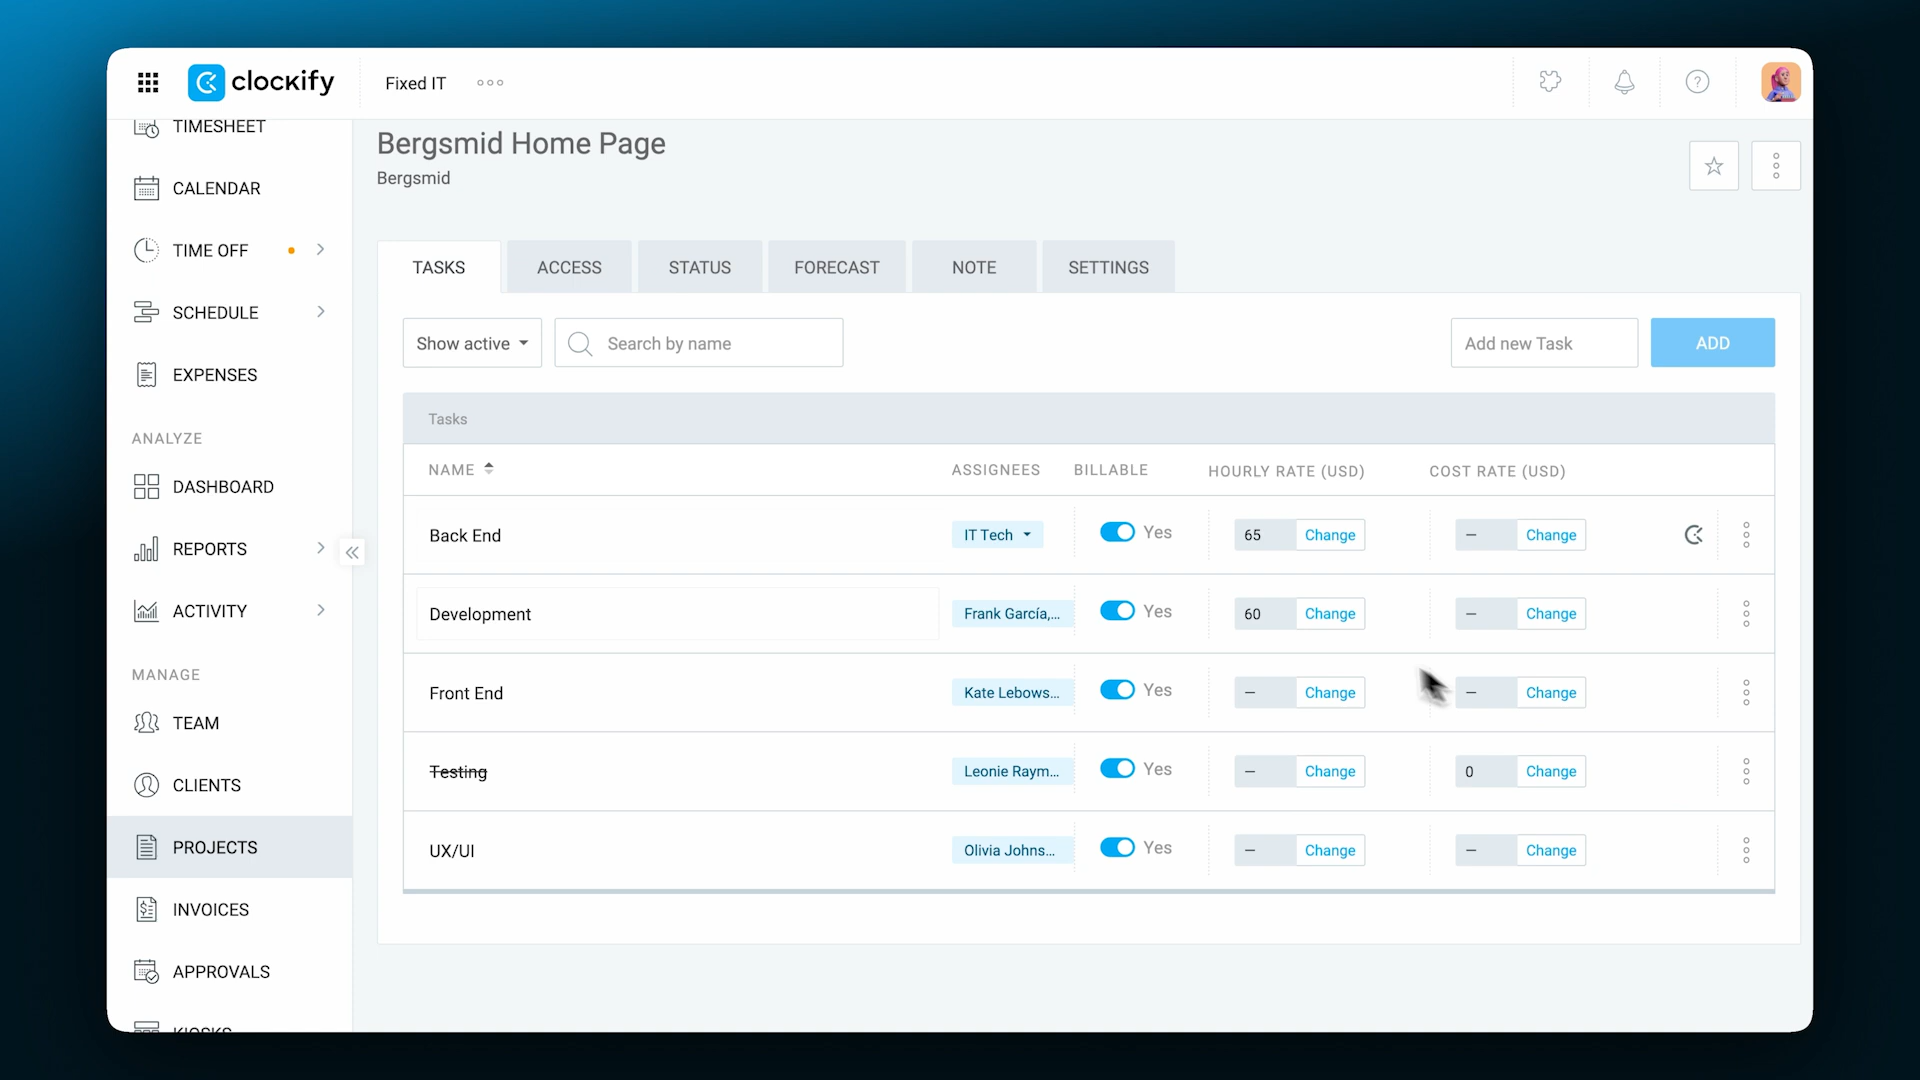 clockify
Fixed IT
TIMESHEET
CALENDAR
TIME OFF
SCHEDULE
EXPENSES
ANALYZE
DASHBOARD
REPORTS
ACTIVITY
MANAGE
TEAM
CLIENTS
PROJECTS
INVOICES
APPROVALS
KIOSKS
Bergsmid Home Page
Bergsmid
TASKS ACCESS STATUS FORECAST NOTE SETTINGS
Show active Search by name Add new Task ADD
Tasks
NAME ASSIGNEES BILLABLE HOURLY RATE (USD) COST RATE (USD)
Back End IT Tech Yes 65 Change – Change
Development Frank García,... Yes 60 Change – Change
Front End Kate Lebows... Yes – Change – Change
Testing Leonie Raym... Yes – Change 0 Change
UX/UI Olivia Johns... Yes – Change – Change